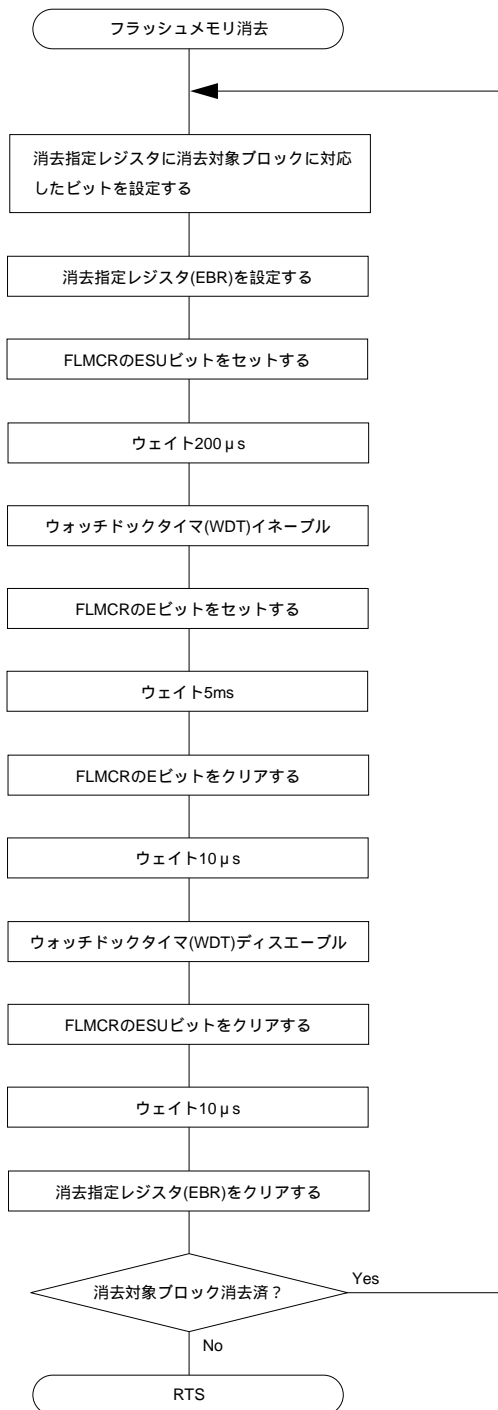 フラッシュメモリ消去
消去指定レジスタに消去対象ブロックに対応
したビットを設定する
消去指定レジスタ(EBR)を設定する
FLMCRのESUビットをセットする
ウェイト200μs
ウォッチドックタイマ(WDT)イネーブル
FLMCRのEビットをセットする
ウェイト5ms
FLMCRのEビットをクリアする
ウェイト10μs
ウォッチドックタイマ(WDT)ディスエーブル
FLMCRのESUビットをクリアする
ウェイト10μs
消去指定レジスタ(EBR)をクリアする
消去対象ブロック消去済？
Yes
No
RTS